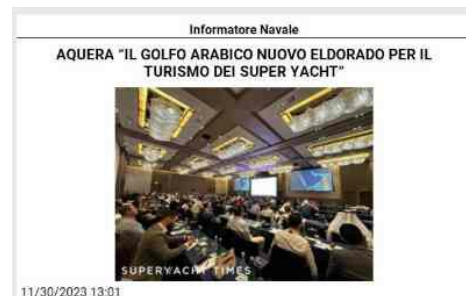 Informatore Navale
AQUERA "IL GOLFO ARABICO NUOVO ELDORADO PER IL
TURISMO DEI SUPER YACHT"
SUPERYACHT TIMES
11/30/2023 13:01